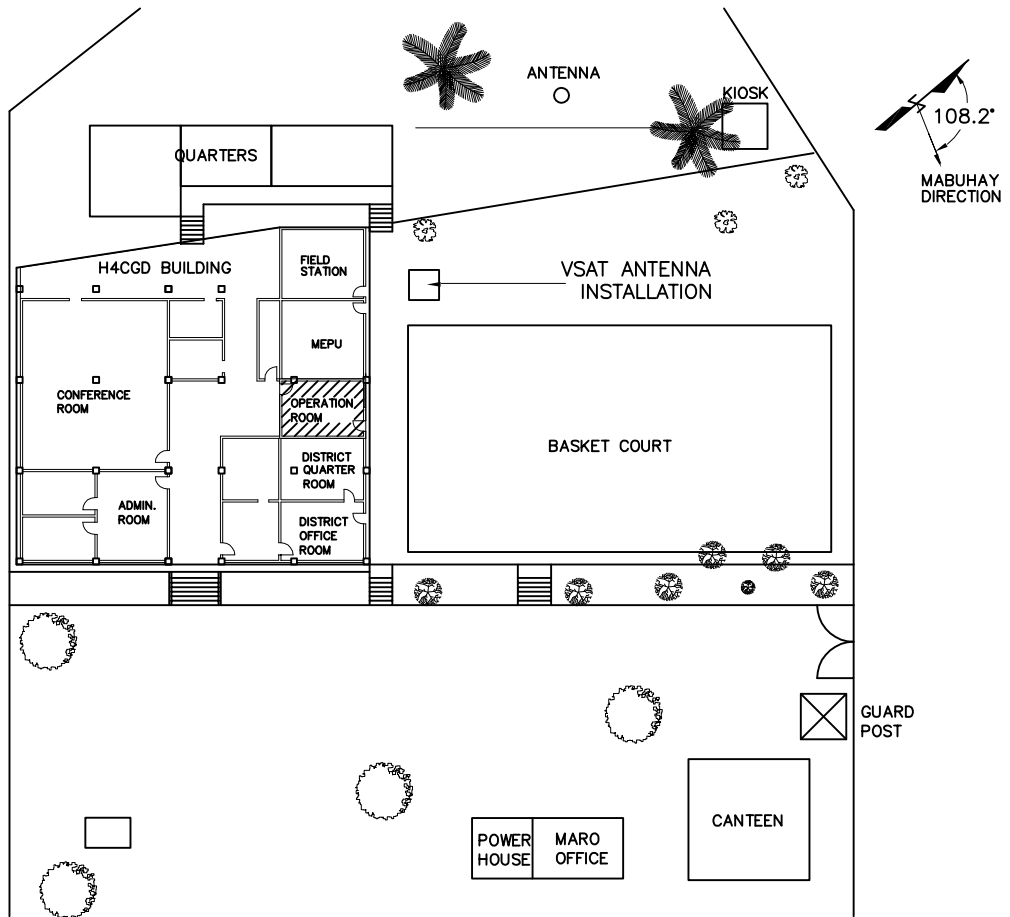 ANTENNA
KIOSK
108.2°
MABUHAY
DIRECTION
QUARTERS
H4CGD BUILDING
FIELD
STATION
VSAT ANTENNA
INSTALLATION
MEPU
CONFERENCE
ROOM
OPERATION
ROOM
BASKET COURT
DISTRICT
QUARTER
ROOM
ADMIN.
ROOM
DISTRICT
OFFICE
ROOM
GUARD
POST
CANTEEN
POWER
HOUSE
MARO
OFFICE